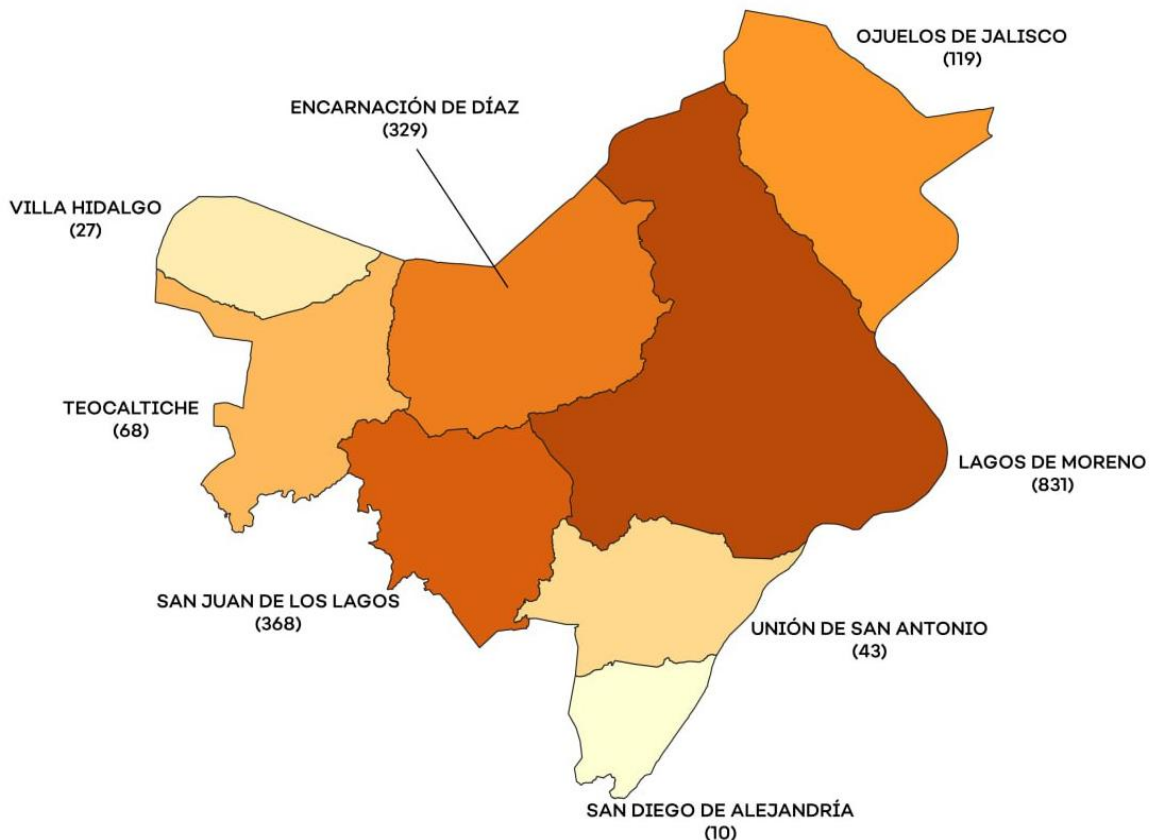 OJUELOS DE JALISCO
(119)
ENCARNACIÓN DE DÍAZ
(329)
VILLA HIDALGO
(27)
TEOCALTICHE
(68)
LAGOS DE MORENO
(831)
SAN JUAN DE LOS LAGOS
(368)
UNIÓN DE SAN ANTONIO
(43)
SAN DIEGO DE ALEJANDRÍA
(10)